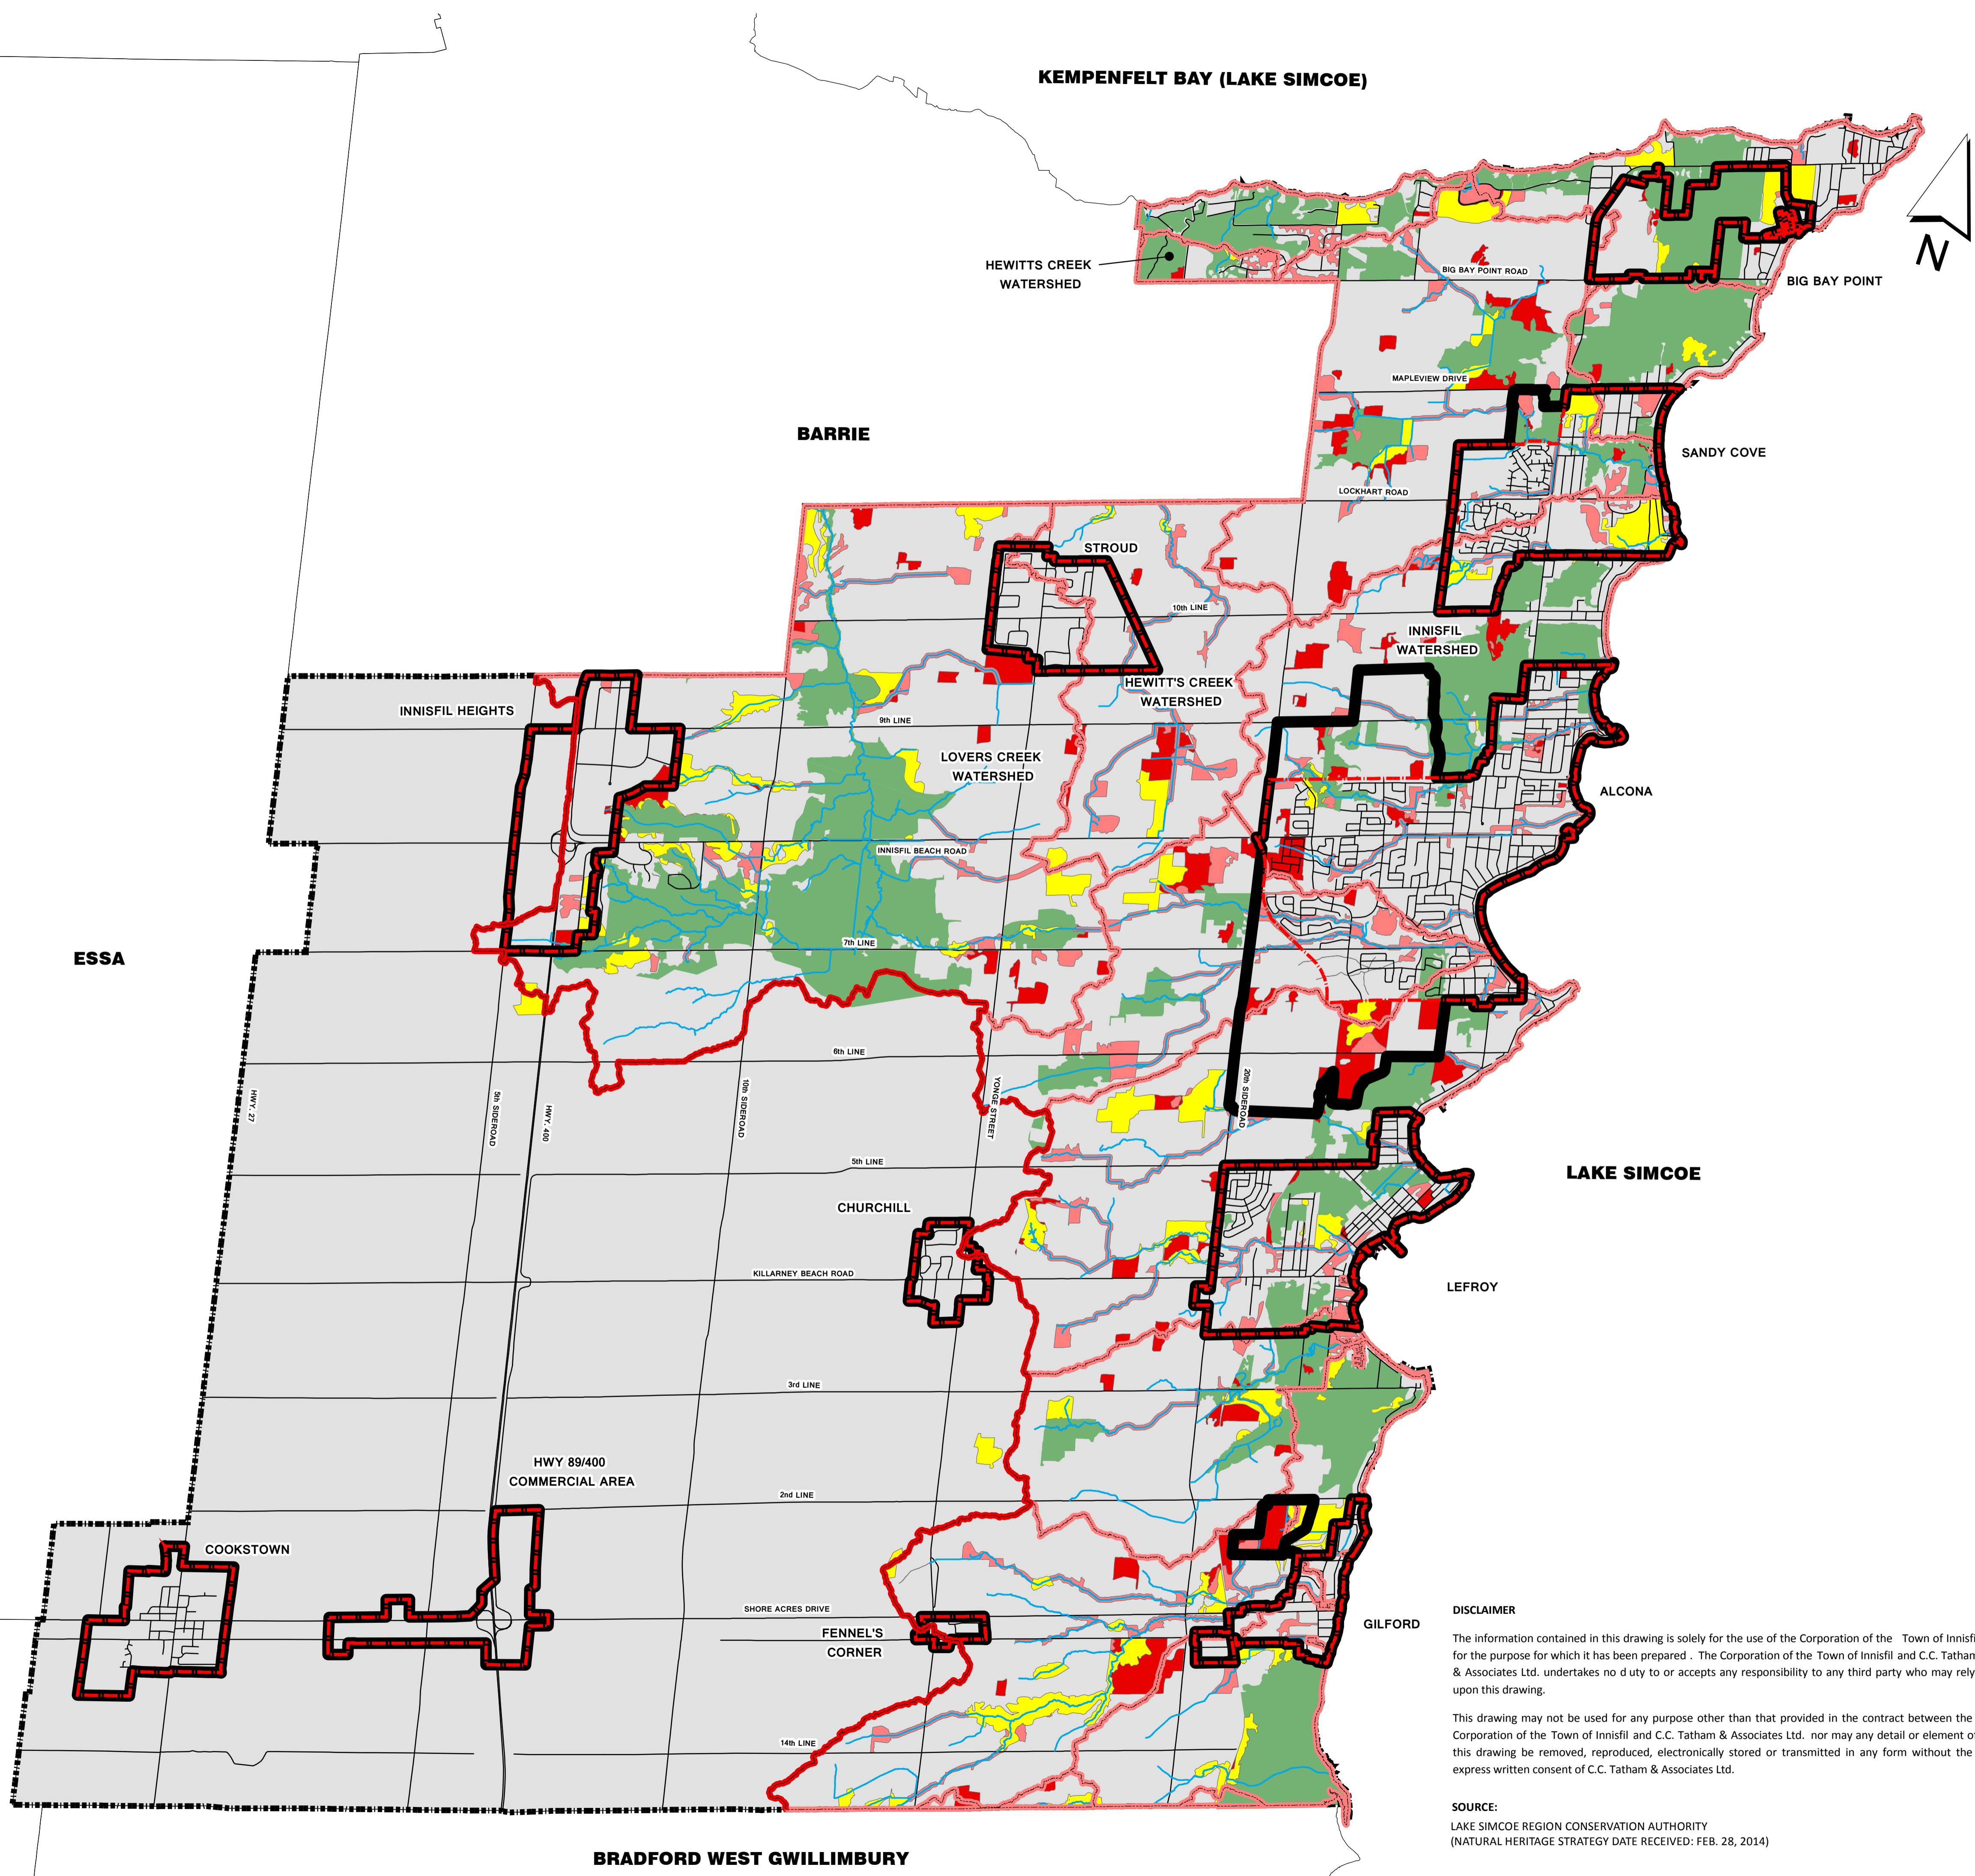 KEMPENFELT BAY (LAKE SIMCOE)
N
HEWITTS CREEK
WATERSHED
BIG BAY POINT ROAD
BIG BAY POINT
MAPLEVIEW DRIVE
BARRIE
SANDY COVE
LOCKHART ROAD
STROUD
10th LINE
INNISFIL
WATERSHED
HEWITT'S CREEK
WATERSHED
INNISFIL HEIGHTS
9th LINE
LOVERS CREEK
WATERSHED
ALCONA
INNISFIL BEACH ROAD
ESSA
7th LINE
6th LINE
HWY. 27
5th SIDEROAD
HWY. 400
10th SIDEROAD
YONGE STREET
20th SIDEROAD
5th LINE
LAKE SIMCOE
CHURCHILL
KILLARNEY BEACH ROAD
LEFROY
3rd LINE
HWY 89/400
COMMERCIAL AREA
2nd LINE
COOKSTOWN
SHORE ACRES DRIVE
FENNEL'S
CORNER
GILFORD
14th LINE
BRADFORD WEST GWILLIMBURY
DISCLAIMER
The information contained in this drawing is solely for the use of the Corporation of the Town of Innisfi
for the purpose for which it has been prepared . The Corporation of the Town of Innisfil and C.C. Tatham
& Associates Ltd. undertakes no d uty to or accepts any responsibility to any third party who may rely
upon this drawing.
This drawing may not be used for any purpose other than that provided in the contract between the
Corporation of the Town of Innisfil and C.C. Tatham & Associates Ltd. nor may any detail or element of
this drawing be removed, reproduced, electronically stored or transmitted in any form without the
express written consent of C.C. Tatham & Associates Ltd.
SOURCE:
LAKE SIMCOE REGION CONSERVATION AUTHORITY
(NATURAL HERITAGE STRATEGY DATE RECEIVED: FEB. 28, 2014)